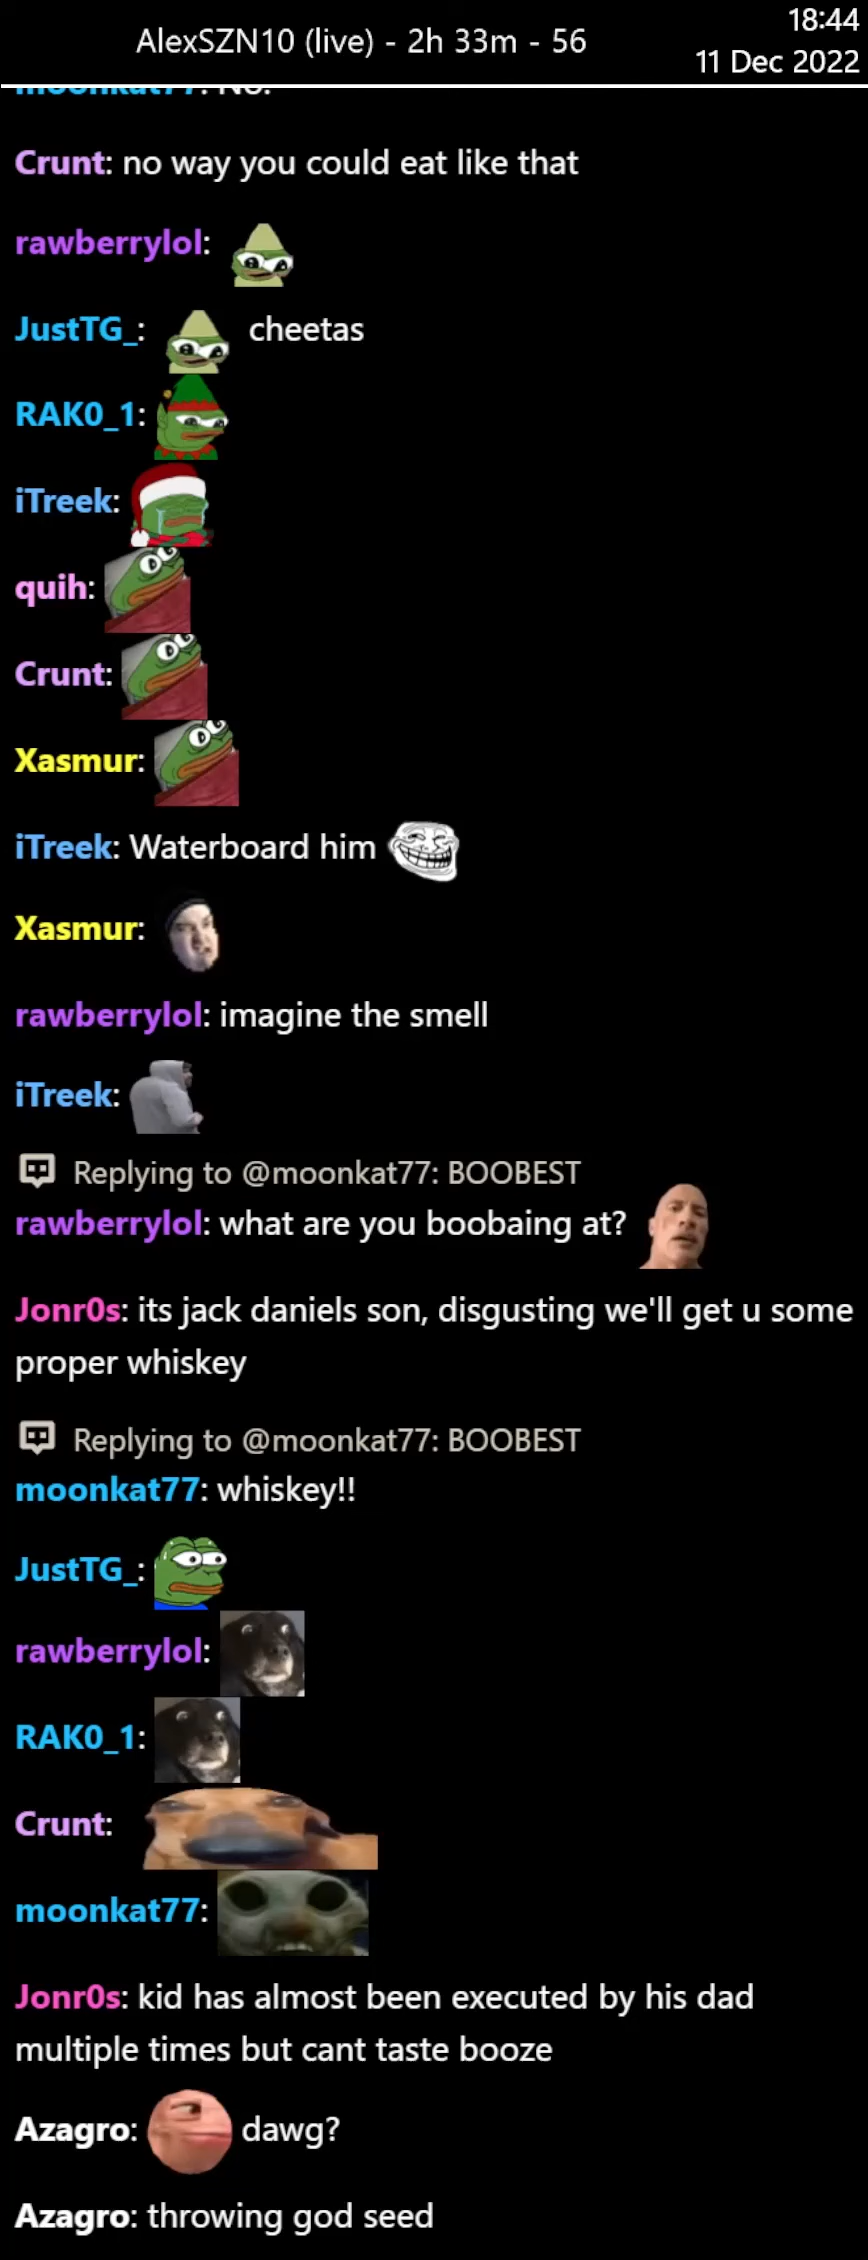 AlexSZN10 (live) - 2h 33m - 56
18:44
11 Dec 2022
moonkat77: No.
Crunt: no way you could eat like that
rawberrylol:
JustTG_: cheetas
RAK0_1:
iTreek:
quih:
Crunt:
Xasmur:
iTreek: Waterboard him
Xasmur:
rawberrylol: imagine the smell
iTreek:
Replying to @moonkat77: BOOBEST
rawberrylol: what are you boobaing at?
Jonr0s: its jack daniels son, disgusting we'll get u some
proper whiskey
Replying to @moonkat77: BOOBEST
moonkat77: whiskey!!
JustTG_:
rawberrylol:
RAK0_1:
Crunt:
moonkat77:
Jonr0s: kid has almost been executed by his dad
multiple times but cant taste booze
Azagro: dawg?
Azagro: throwing god seed